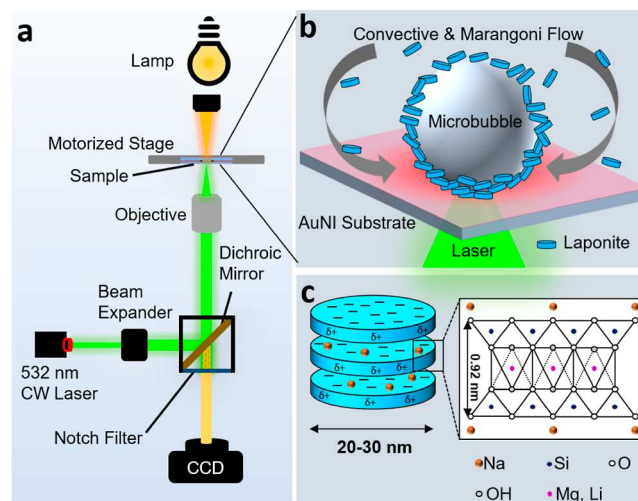 a
Lamp
Motorized Stage
Sample
Objective
Dichroic
Mirror
Beam
Expander
532 nm
CW Laser
Notch Filter
CCD
b
Convective & Marangoni Flow
Microbubble
AuNI Substrate
Laser
Laponite
c
δ+ δ+
δ+ δ+
δ+ δ+
20-30 nm
0.92 nm
Na Si O
OH Mg, Li